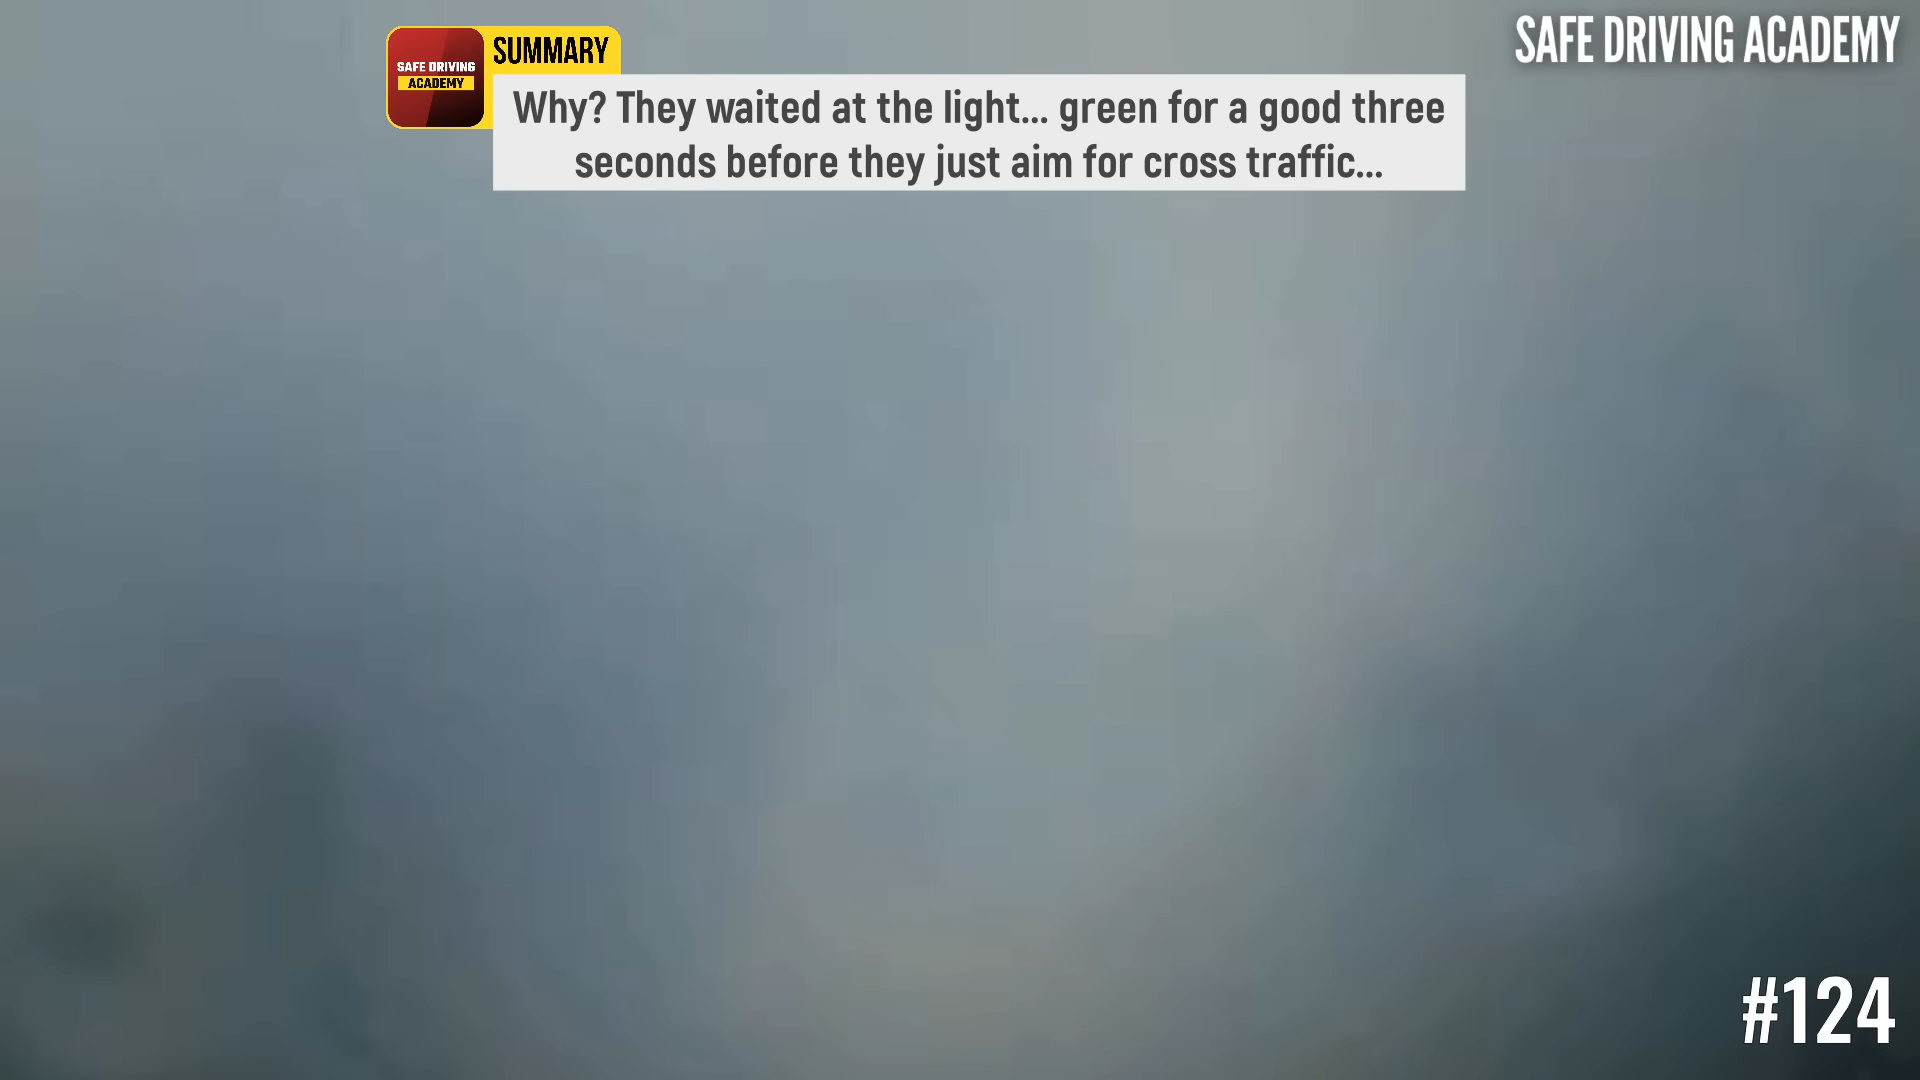 SAFE DRIVING ACADEMY
SUMMARY
SAFE DRIVING
ACADEMY
Why? They waited at the light... green for a good three
seconds before they just aim for cross traffic...
#124